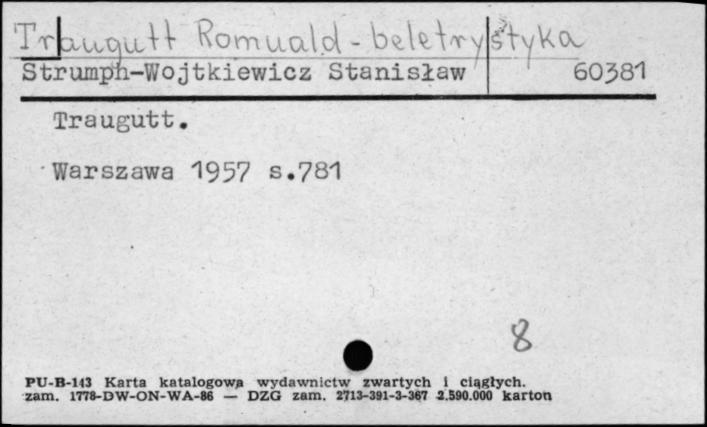 Traugutt Romuald - beletrystyka
Strumph-Wojtkiewicz Stanisław 60381
Traugutt.
Warszawa 1957 s.781
8
PU-B-143 Karta katalogowa wydawnictw zwartych i ciągłych.
zam. 1778-DW-ON-WA-86 — DZG zam. 2713-391-3-367 2.590.000 karton